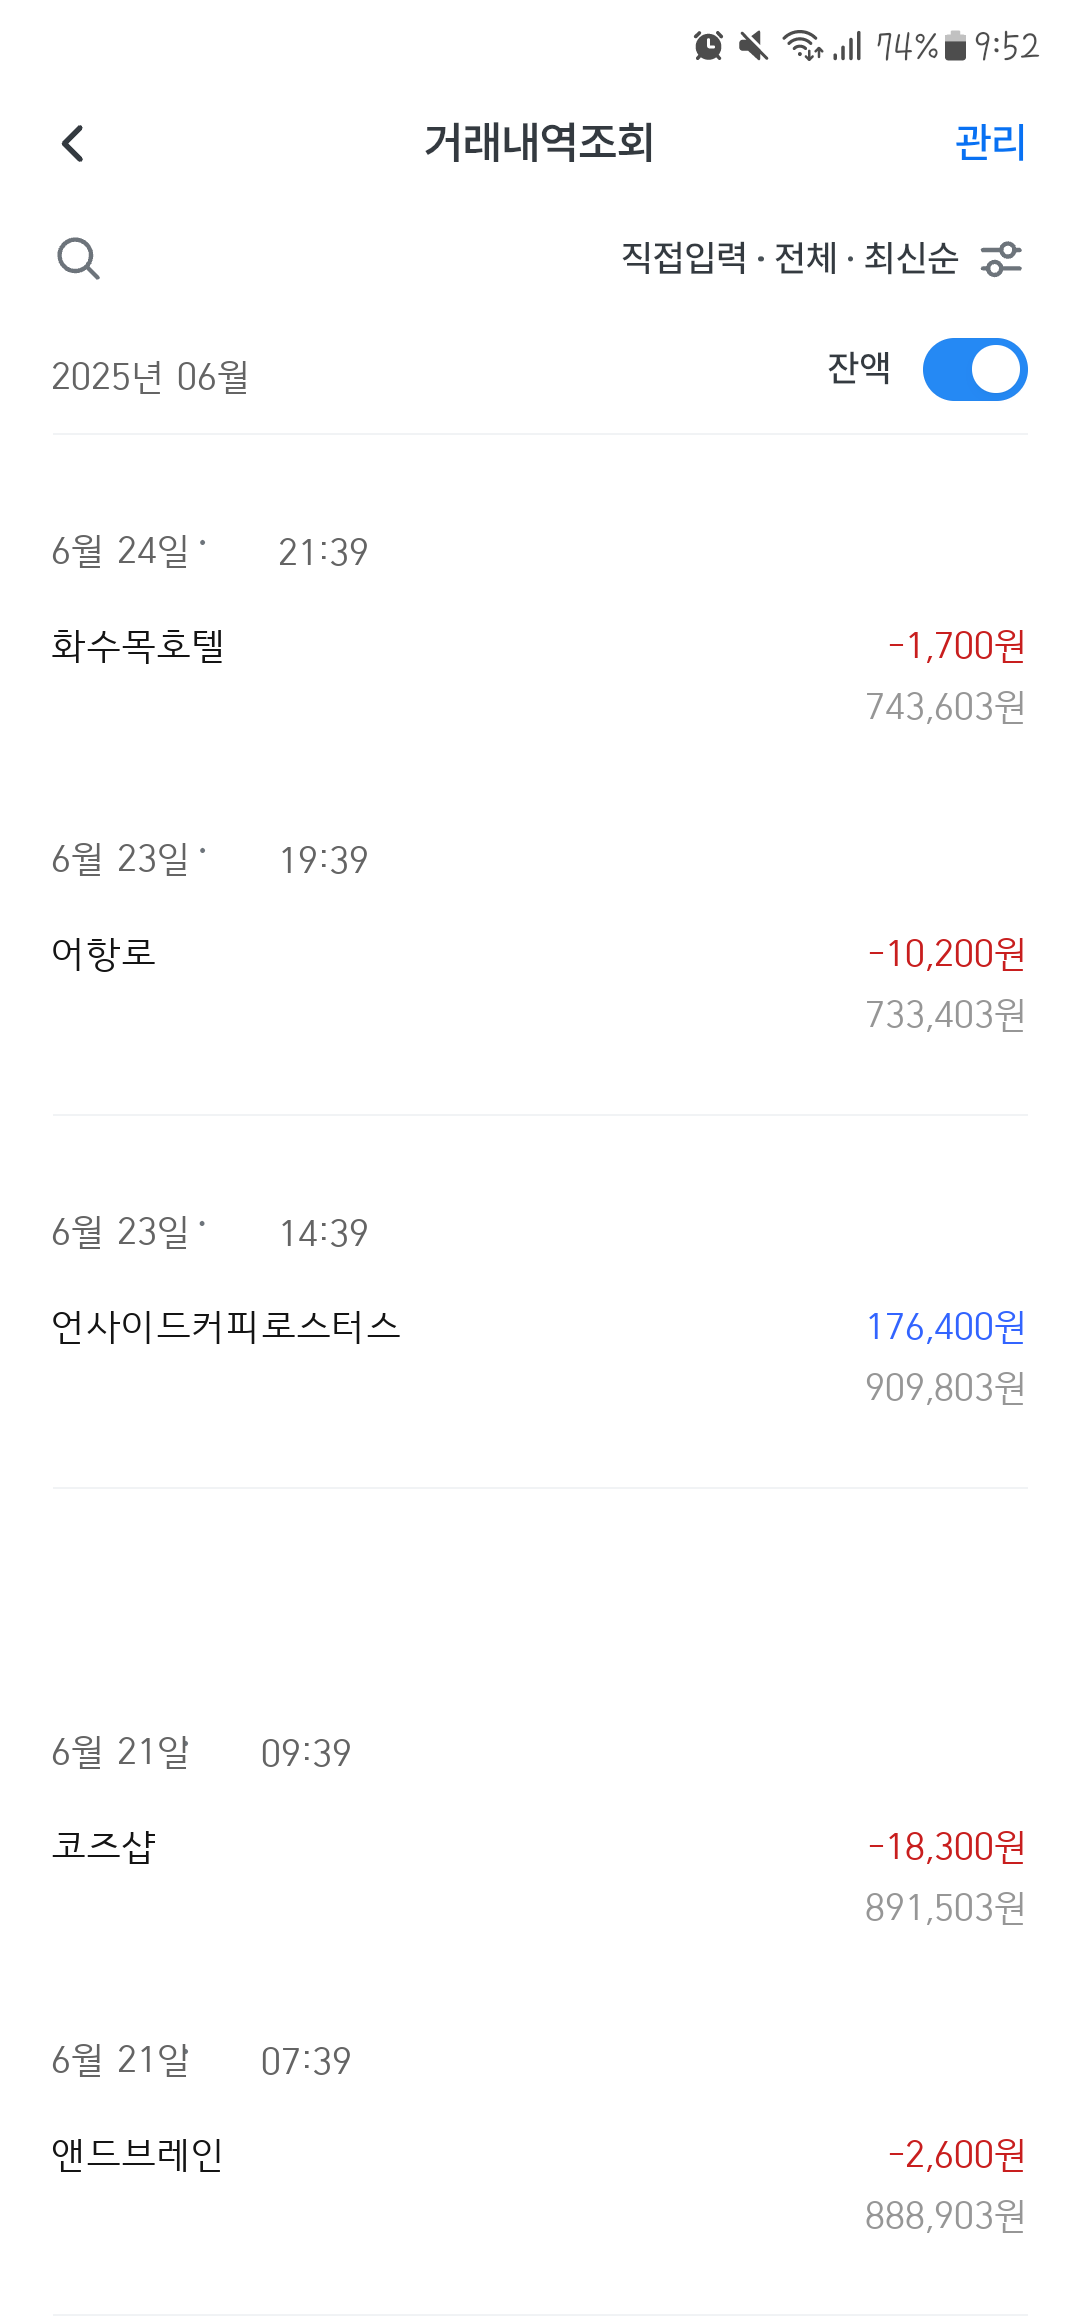 74% 9:52
거래내역조회 관리
직접입력 · 전체 · 최신순
2025년 06월 잔액
6월 24일 · 21:39
화수목호텔 -1,700원
743,603원
6월 23일 · 19:39
어항로 -10,200원
733,403원
6월 23일 · 14:39
언사이드커피로스터스 176,400원
909,803원
6월 21일 09:39
코즈샵 -18,300원
891,503원
6월 21일 07:39
앤드브레인 -2,600원
888,903원